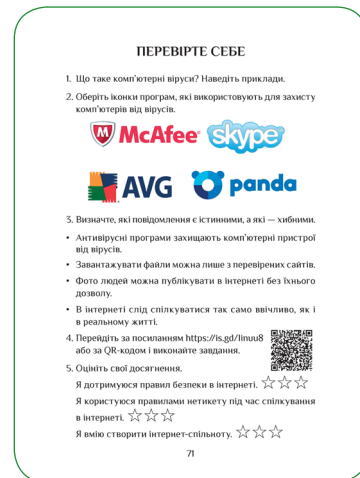 ПЕРЕВІРТЕ СЕБЕ
1. Що таке комп'ютерні віруси? Наведіть приклади.
2. Оберіть іконки програм, які використовують для захисту
комп'ютерів від вірусів.
McAfee skype
AVG panda
3. Визначте, які повідомлення є істинними, а які — хибними.
• Антивірусні програми захищають комп'ютерні пристрої
від вірусів.
• Завантажувати файли можна лише з перевірених сайтів.
• Фото людей можна публікувати в інтернеті без їхнього
дозволу.
• В інтернеті слід спілкуватися так само ввічливо, як і
в реальному житті.
4. Перейдіть за посиланням https://is.gd/1inuu8
або за QR-кодом і виконайте завдання.
5. Оцініть свої досягнення.
Я дотримуюся правил безпеки в інтернеті.
Я користуюся правилами нетикету під час спілкування
в інтернеті.
Я вмію створити інтернет-спільноту.
71